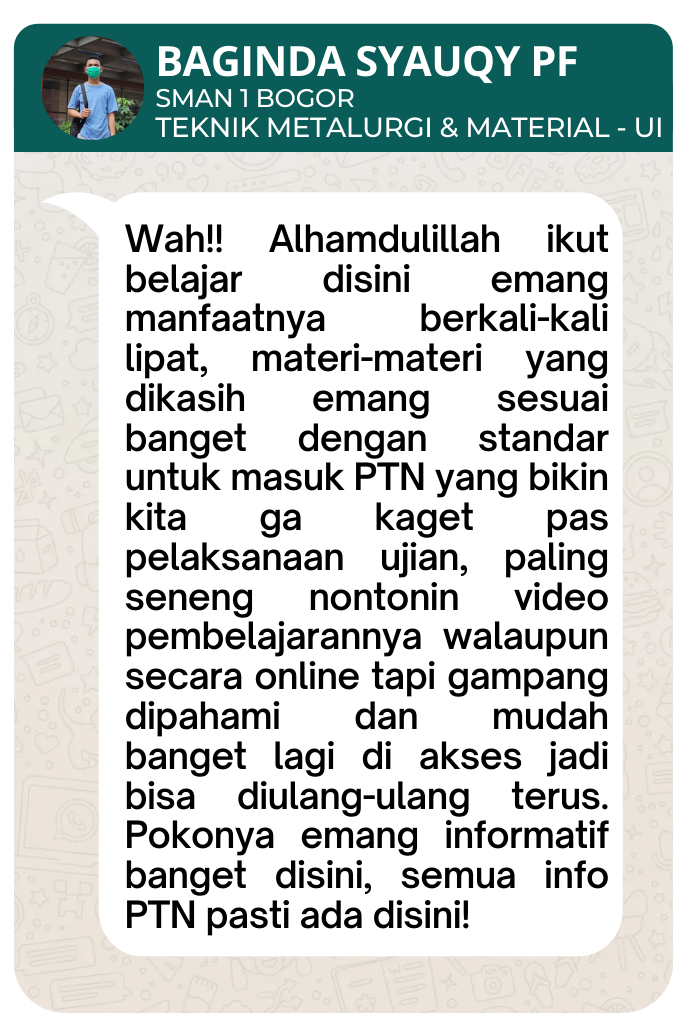 BAGINDA SYAUQY PF
SMAN 1 BOGOR
TEKNIK METALURGI & MATERIAL - UI
Wah!! Alhamdulillah ikut
belajar disini emang
manfaatnya berkali-kali
lipat, materi-materi yang
dikasih emang sesuai
banget dengan standar
untuk masuk PTN yang bikin
kita ga kaget pas
pelaksanaan ujian, paling
seneng nontonin video
pembelajarannya walaupun
secara online tapi gampang
dipahami dan mudah
banget lagi di akses jadi
bisa diulang-ulang terus.
Pokonya emang informatif
banget disini, semua info
PTN pasti ada disini!